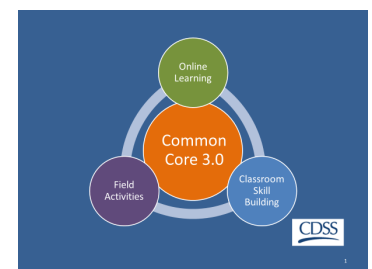 Online
Learning
Common
Core 3.0
Field
Activities
Classroom
Skill
Building
CDSS
1